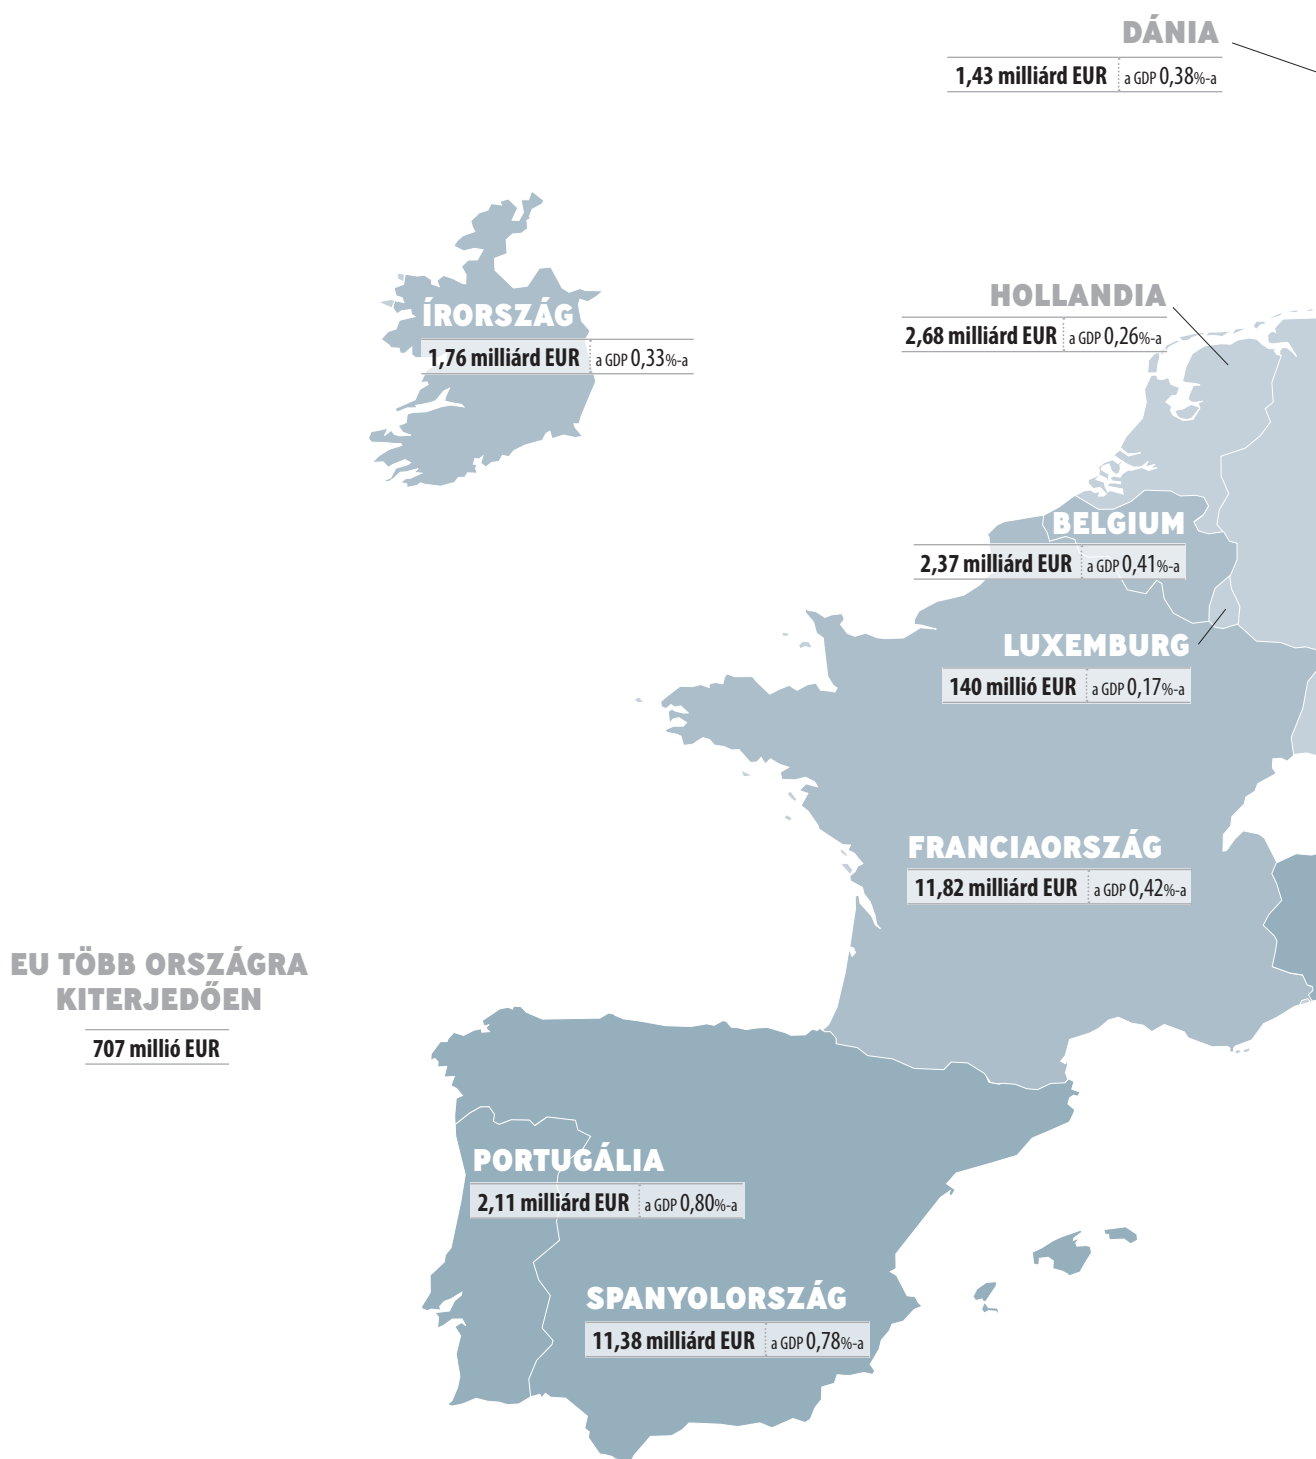 DÁNIA
1,43 milliárd EUR a GDP 0,38%-a
HOLLANDIA
2,68 milliárd EUR a GDP 0,26%-a
ÍRORSZÁG
1,76 milliárd EUR a GDP 0,33%-a
BELGIUM
2,37 milliárd EUR a GDP 0,41%-a
LUXEMBURG
140 millió EUR a GDP 0,17%-a
FRANCIAORSZÁG
11,82 milliárd EUR a GDP 0,42%-a
EU TÖBB ORSZÁGRA
KITERJEDŐEN
707 millió EUR
PORTUGÁLIA
2,11 milliárd EUR a GDP 0,80%-a
SPANYOLORSZÁG
11,38 milliárd EUR a GDP 0,78%-a